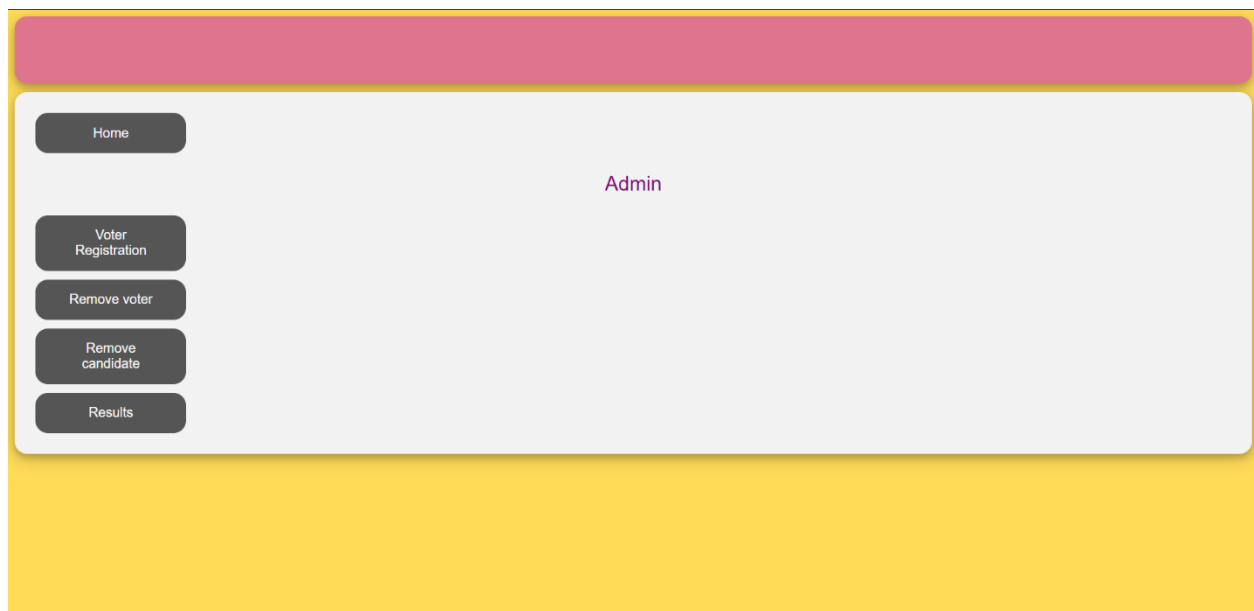 Home
Admin
Voter
Registration
Remove voter
Remove
candidate
Results